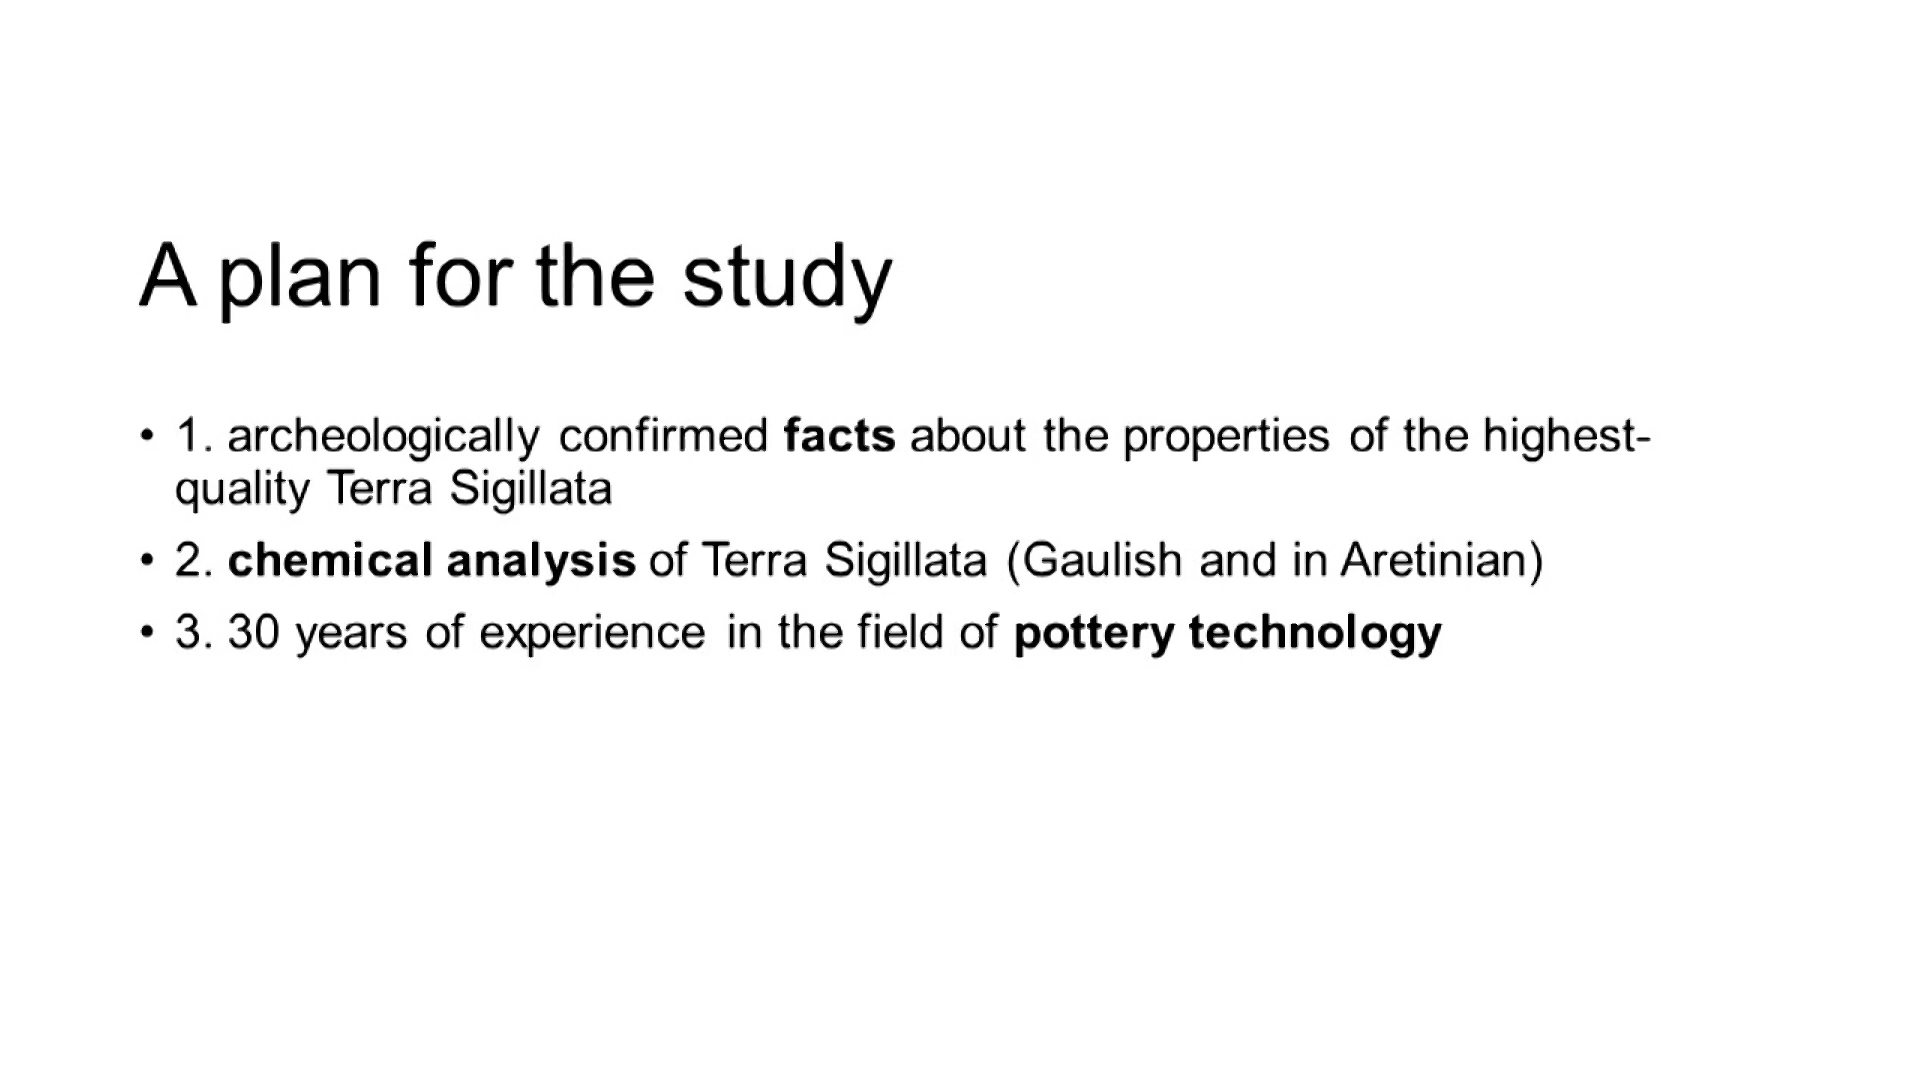 A plan for the study
• 1. archeologically confirmed facts about the properties of the highest-
quality Terra Sigillata
• 2. chemical analysis of Terra Sigillata (Gaulish and in Aretinian)
• 3. 30 years of experience in the field of pottery technology